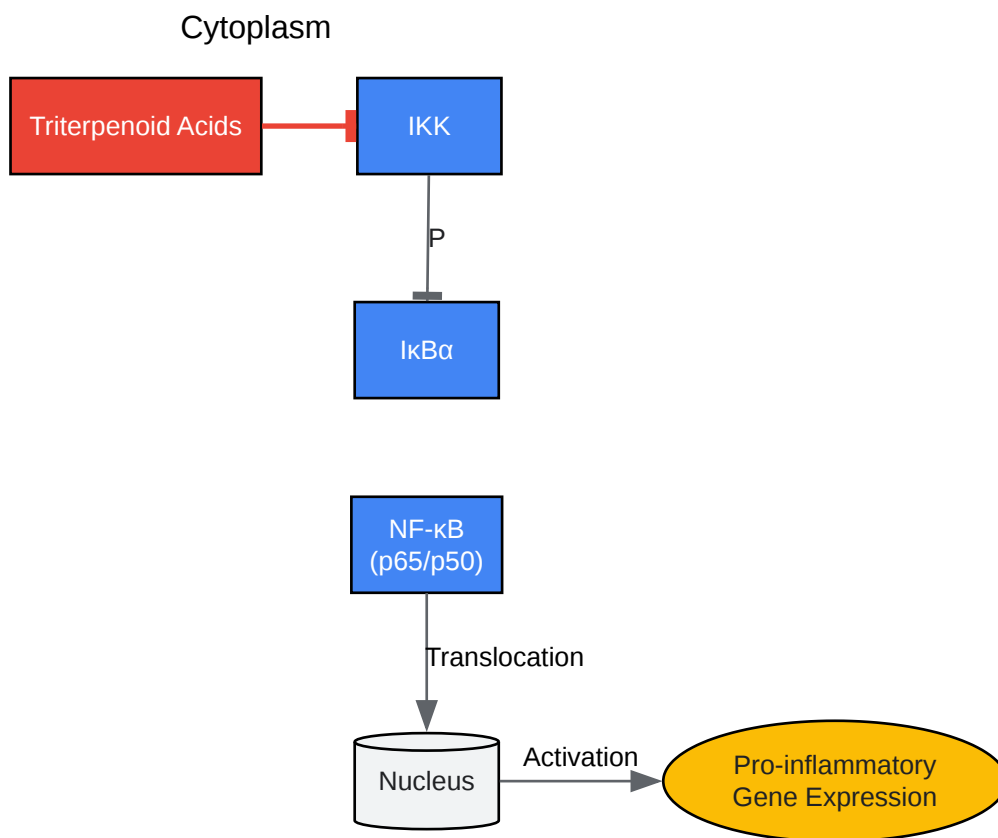 Cytoplasm
Triterpenoid Acids
IKK
P
IκBα
NF-κB
(p65/p50)
Translocation
Nucleus
Activation
Pro-inflammatory
Gene Expression